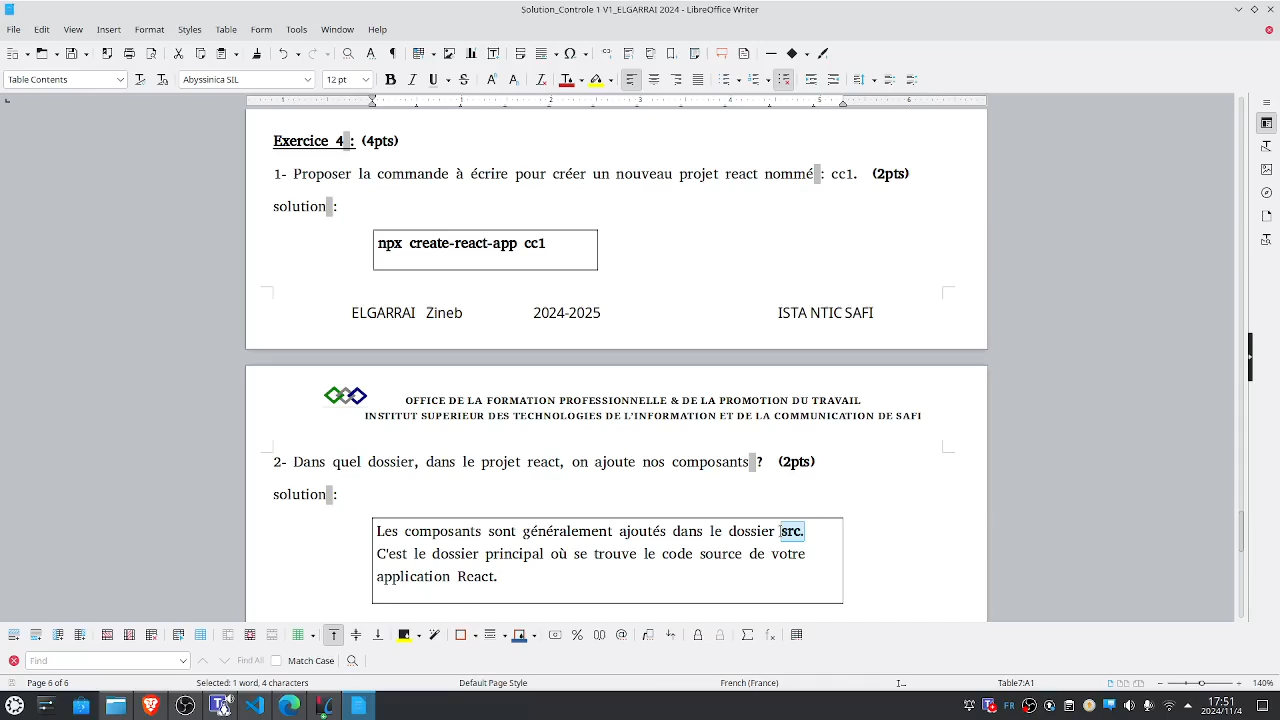 Solution_Controle 1 V1_ELGARRAI 2024 - LibreOffice Writer
File Edit View Insert Format Styles Table Form Tools Window Help
Table Contents Abyssinica SIL 12 pt
Exercice 4 : (4pts)
1- Proposer la commande à écrire pour créer un nouveau projet react nommé : cc1. (2pts)
solution :
npx create-react-app cc1
ELGARRAI Zineb 2024-2025 ISTA NTIC SAFI
OFFICE DE LA FORMATION PROFESSIONNELLE & DE LA PROMOTION DU TRAVAIL
INSTITUT SUPERIEUR DES TECHNOLOGIES DE L'INFORMATION ET DE LA COMMUNICATION DE SAFI
2- Dans quel dossier, dans le projet react, on ajoute nos composants ? (2pts)
solution :
Les composants sont généralement ajoutés dans le dossier src.
C'est le dossier principal où se trouve le code source de votre
application React.
Find Find All Match Case
Page 6 of 6 Selected: 1 word, 4 characters Default Page Style French (France) Table7:A1 140%
FR 17:51
2024/11/4